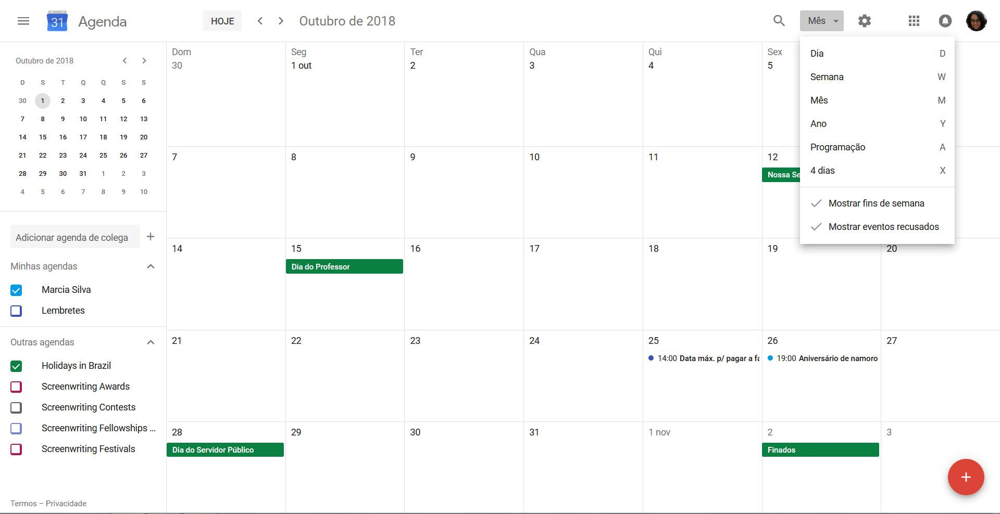 31 Agenda HOJE Outubro de 2018 Mês
Outubro de 2018
D S T Q Q S S
30 1 2 3 4 5 6
7 8 9 10 11 12 13
14 15 16 17 18 19 20
21 22 23 24 25 26 27
28 29 30 31 1 2 3
4 5 6 7 8 9 10
Adicionar agenda de colega
Minhas agendas
Marcia Silva
Lembretes
Outras agendas
Holidays in Brazil
Screenwriting Awards
Screenwriting Contests
Screenwriting Fellowships ...
Screenwriting Festivals
Termos – Privacidade
Dom Seg Ter Qua Qui Sex
30 1 out 2 3 4 5
7 8 9 10 11 12
Nossa Se
14 15 16 17 18 19 20
Dia do Professor
21 22 23 24 25 26 27
14:00 Data máx. p/ pagar a fa
19:00 Aniversário de namoro
28 29 30 31 1 nov 2 3
Dia do Servidor Público
Finados
Dia D
Semana W
Mês M
Ano Y
Programação A
4 dias X
Mostrar fins de semana
Mostrar eventos recusados